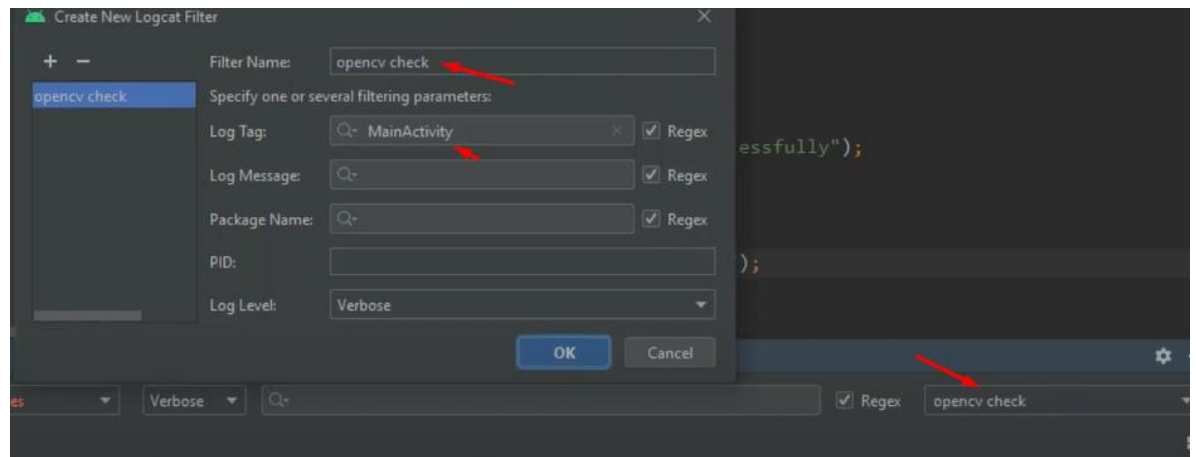 Create New Logcat Filter
Filter Name: opencv check
opencv check
Specify one or several filtering parameters:
Log Tag: MainActivity Regex
essfully");
Log Message: Regex
Package Name: Regex
PID:
);
Log Level: Verbose
OK Cancel
es Verbose Regex opencv check